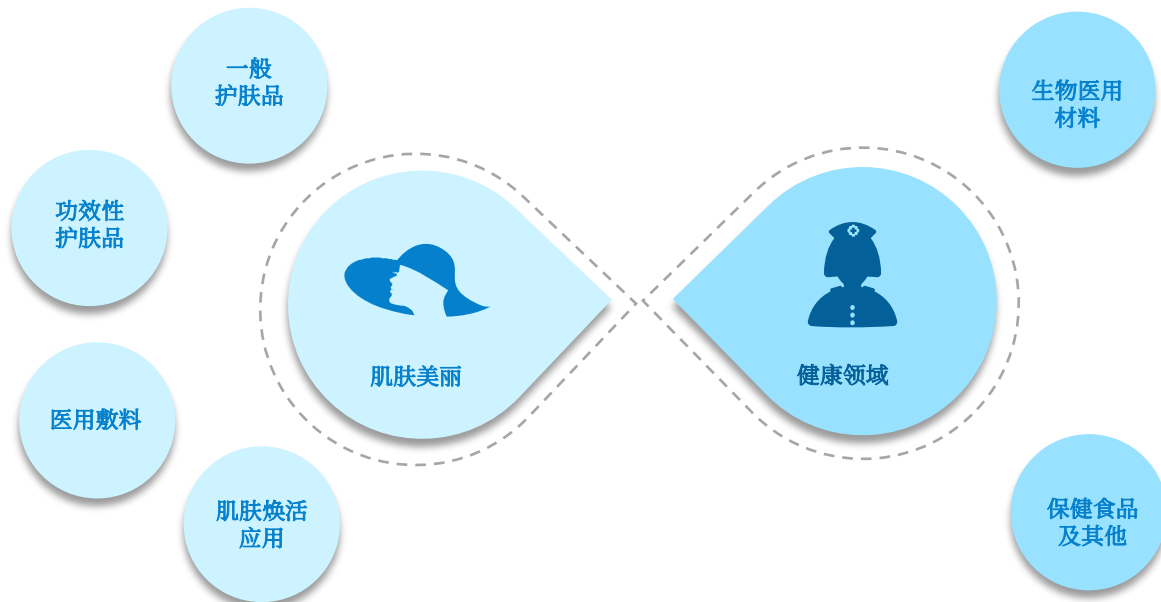 一般
护肤品
功效性
护肤品
医用敷料
肌肤焕活
应用
肌肤美丽
健康领域
生物医用
材料
保健食品
及其他